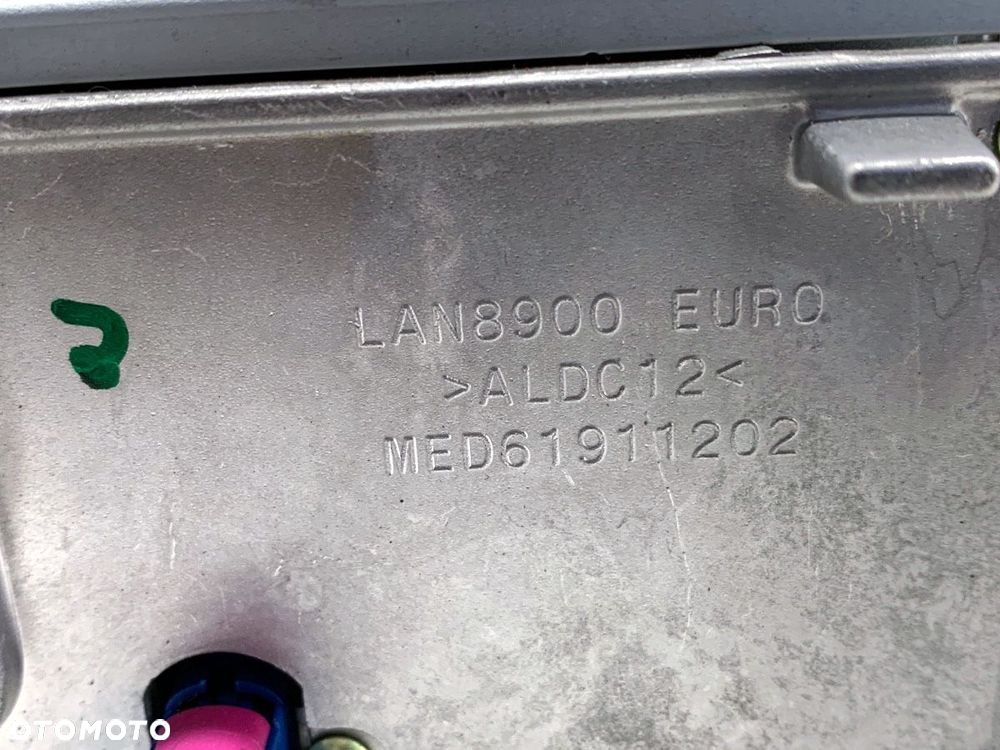 LAN8900 EURO
>ALDC12<
MED61911202
OTOMOTO